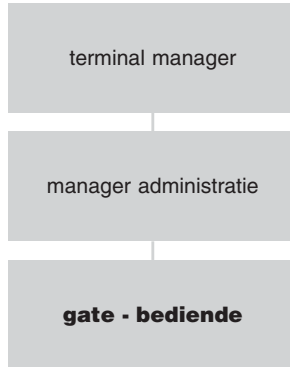 terminal manager
manager administratie
gate - bediende